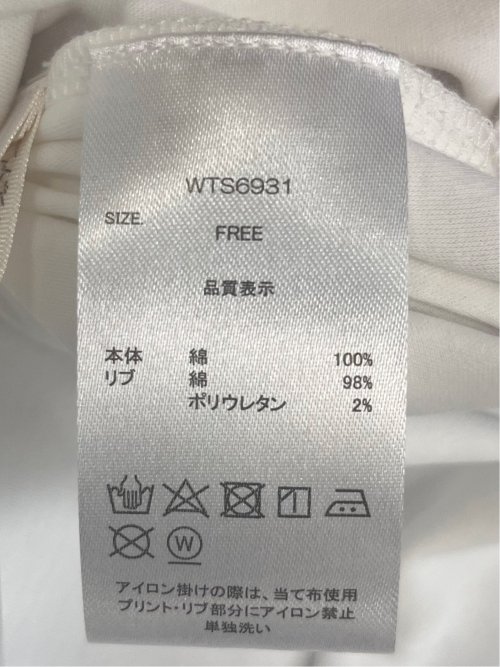 WTS6931
SIZE.
FREE
品質表示
本体 綿 100%
リブ 綿 98%
ポリウレタン 2%
W
アイロン掛けの際は、当て布使用
プリント・リブ部分にアイロン禁止
単独洗い